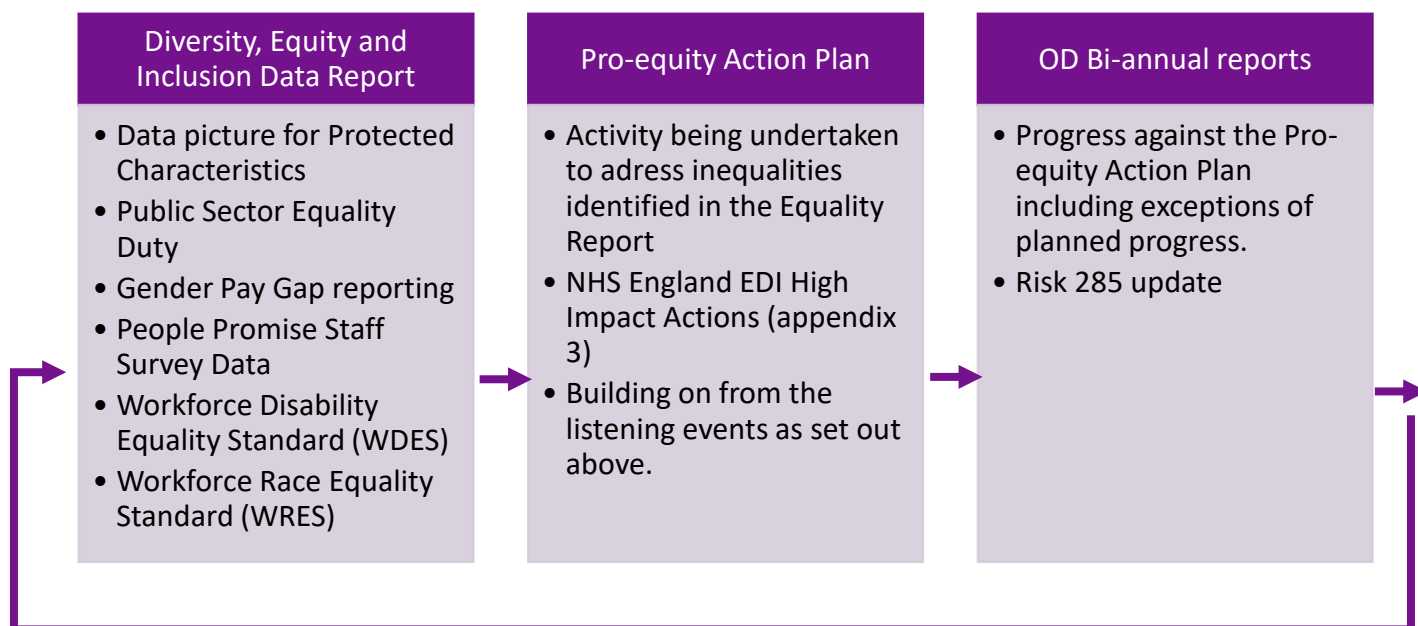 Diversity, Equity and
Inclusion Data Report
• Data picture for Protected
Characteristics
• Public Sector Equality
Duty
• Gender Pay Gap reporting
• People Promise Staff
Survey Data
• Workforce Disability
Equality Standard (WDES)
• Workforce Race Equality
Standard (WRES)
Pro-equity Action Plan
• Activity being undertaken
to adress inequalities
identified in the Equality
Report
• NHS England EDI High
Impact Actions (appendix
3)
• Building on from the
listening events as set out
above.
OD Bi-annual reports
• Progress against the Pro-
equity Action Plan
including exceptions of
planned progress.
• Risk 285 update